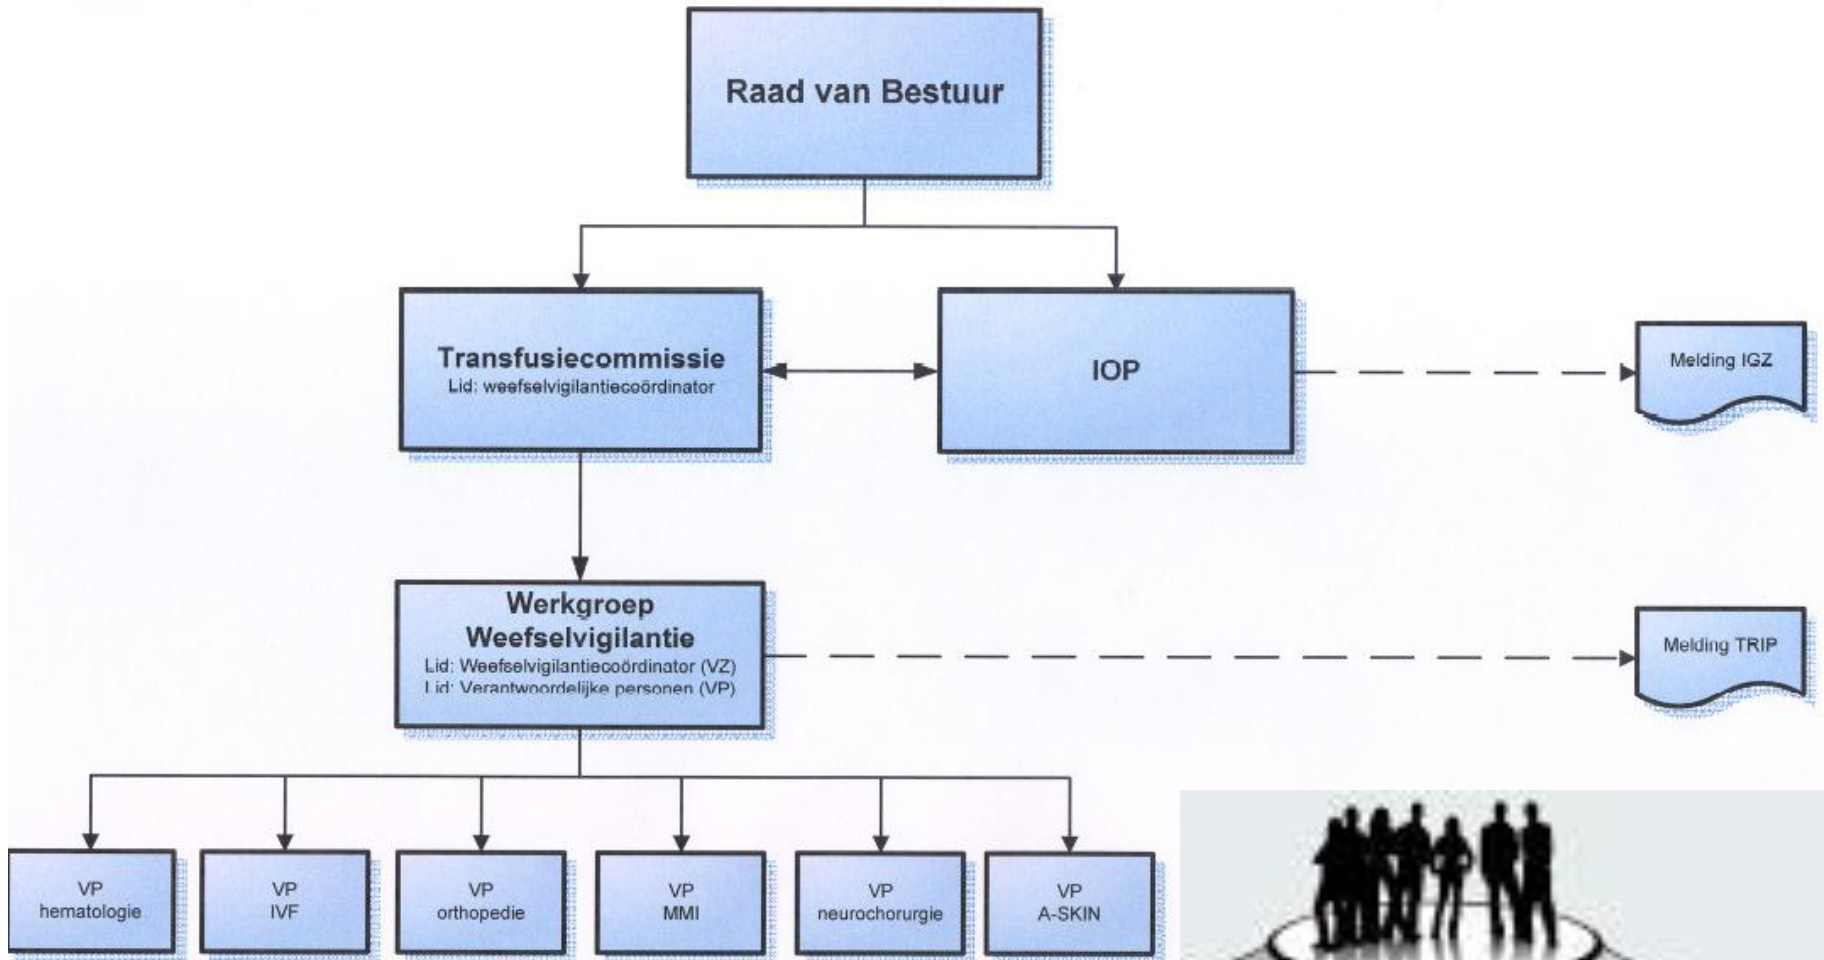 Raad van Bestuur
Transfusiecommissie
Lid: weefselvigilantiecoördinator
IOP
Melding IGZ
Werkgroep
Weefselvigilantie
Lid: Weefselvigilantiecoördinator (VZ)
Lid: Verantwoordelijke personen (VP)
Melding TRIP
VP
hematologie
VP
IVF
VP
orthopedie
VP
MMI
VP
neurochorurgie
VP
A-SKIN